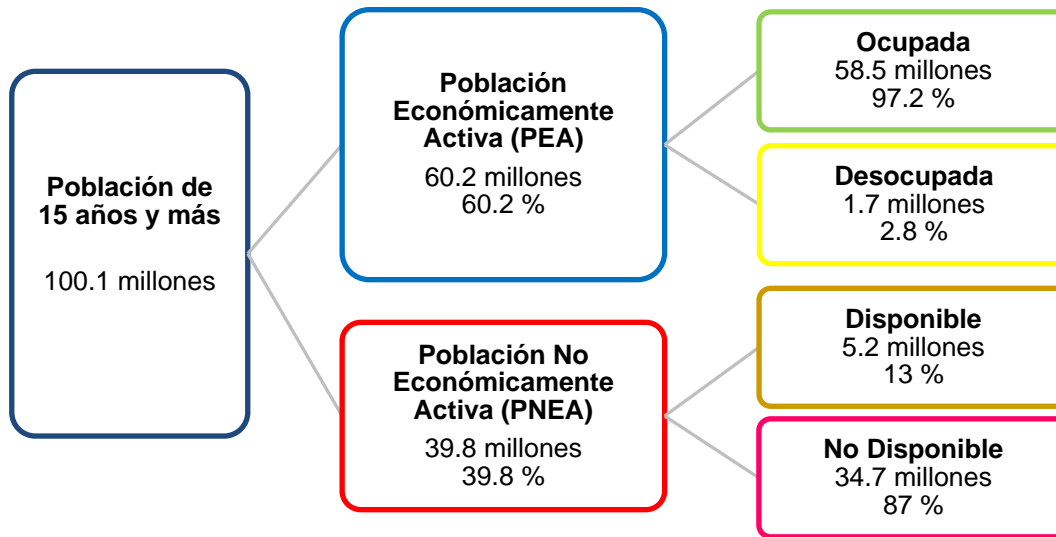 Población de
15 años y más
100.1 millones
Población
Económicamente
Activa (PEA)
60.2 millones
60.2 %
Ocupada
58.5 millones
97.2 %
Desocupada
1.7 millones
2.8 %
Población No
Económicamente
Activa (PNEA)
39.8 millones
39.8 %
Disponible
5.2 millones
13 %
No Disponible
34.7 millones
87 %